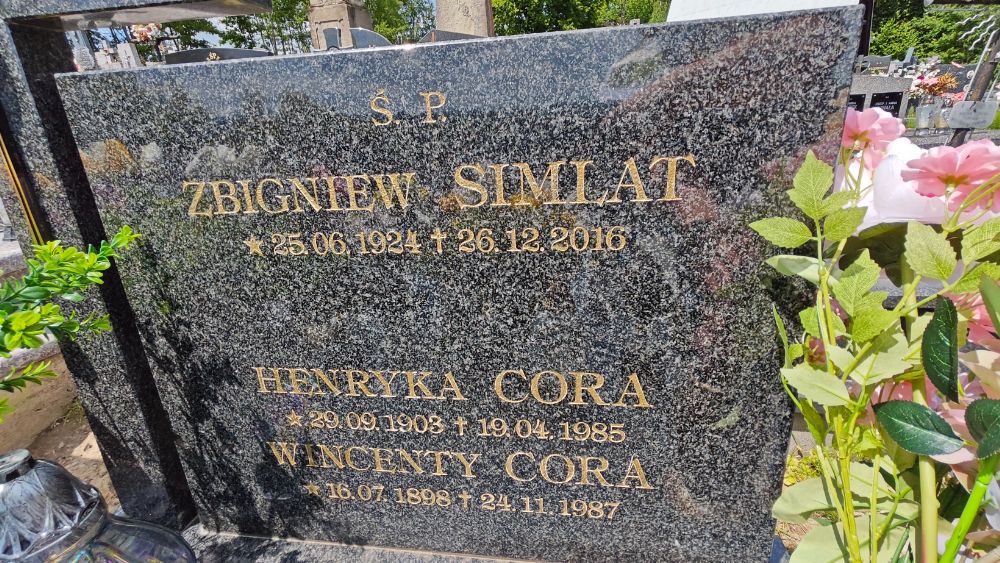 Ś. P.
ZBIGNIEW SIMLAT
★ 25.06.1924 ✝ 26.12.2016
HENRYKA CORA
★ 29.09.1903 ✝ 19.04.1985
WINCENTY CORA
★ 16.07.1898 ✝ 24.11.1987